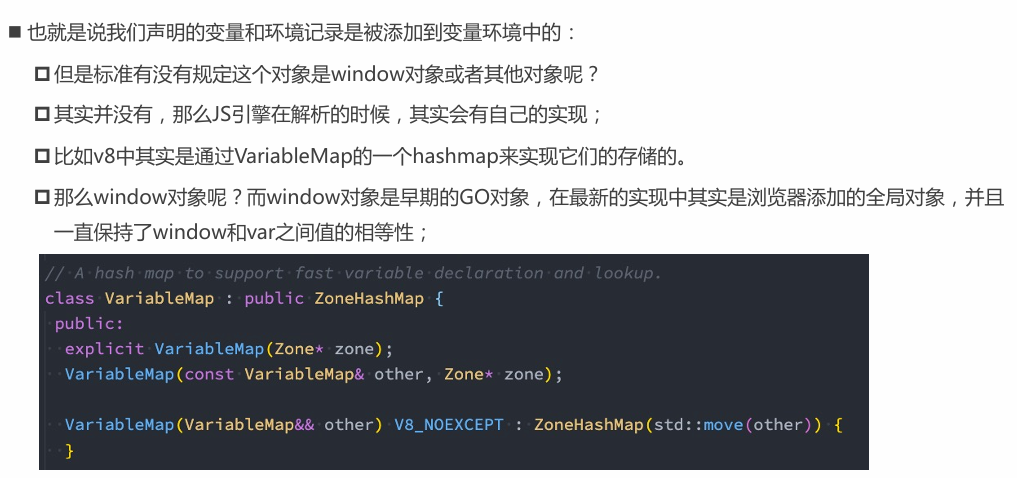 ■ 也就是说我们声明的变量和环境记录是被添加到变量环境中的：
但是标准有没有规定这个对象是window对象或者其他对象呢？
其实并没有，那么JS引擎在解析的时候，其实会有自己的实现；
比如v8中其实是通过VariableMap的一个hashmap来实现它们的存储的。
那么window对象呢？而window对象是早期的GO对象，在最新的实现中其实是浏览器添加的全局对象，并且
一直保持了window和var之间值的相等性；
// A hash map to support fast variable declaration and lookup.
class VariableMap : public ZoneHashMap {
 public:
  explicit VariableMap(Zone* zone);
  VariableMap(const VariableMap& other, Zone* zone);
  VariableMap(VariableMap&& other) V8_NOEXCEPT : ZoneHashMap(std::move(other)) {
  }